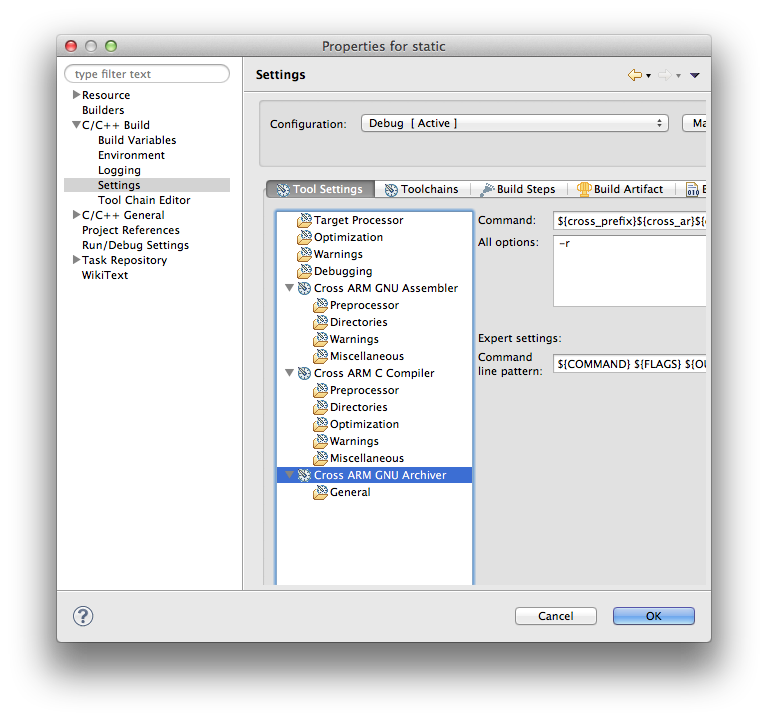 Properties for static
type filter text
Resource
Builders
C/C++ Build
Build Variables
Environment
Logging
Settings
Tool Chain Editor
C/C++ General
Project References
Run/Debug Settings
Task Repository
WikiText
Settings
Configuration: Debug [ Active ] Ma
Tool Settings Toolchains Build Steps Build Artifact
Target Processor
Optimization
Warnings
Debugging
Cross ARM GNU Assembler
Preprocessor
Directories
Warnings
Miscellaneous
Cross ARM C Compiler
Preprocessor
Directories
Optimization
Warnings
Miscellaneous
Cross ARM GNU Archiver
General
Command: ${cross_prefix}${cross_ar}${
All options: -r
Expert settings:
Command
line pattern: ${COMMAND} ${FLAGS} ${OU
? Cancel OK